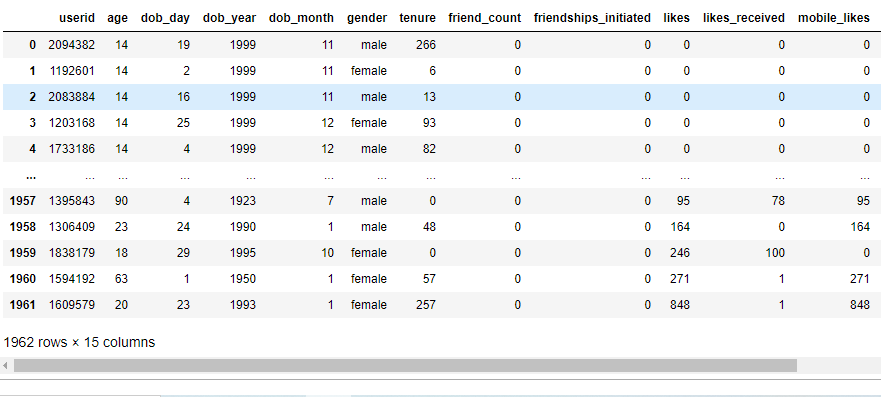 userid age dob_day dob_year dob_month gender tenure friend_count friendships_initiated likes likes_received mobile_likes
0 2094382 14 19 1999 11 male 266 0 0 0 0 0
1 1192601 14 2 1999 11 female 6 0 0 0 0 0
2 2083884 14 16 1999 11 male 13 0 0 0 0 0
3 1203168 14 25 1999 12 female 93 0 0 0 0 0
4 1733186 14 4 1999 12 male 82 0 0 0 0 0
... ... ... ... ... ... ... ... ... ... ... ... ...
1957 1395843 90 4 1923 7 male 0 0 0 95 78 95
1958 1306409 23 24 1990 1 male 48 0 0 164 0 164
1959 1838179 18 29 1995 10 female 0 0 0 246 100 0
1960 1594192 63 1 1950 1 female 57 0 0 271 1 271
1961 1609579 20 23 1993 1 female 257 0 0 848 1 848
1962 rows × 15 columns